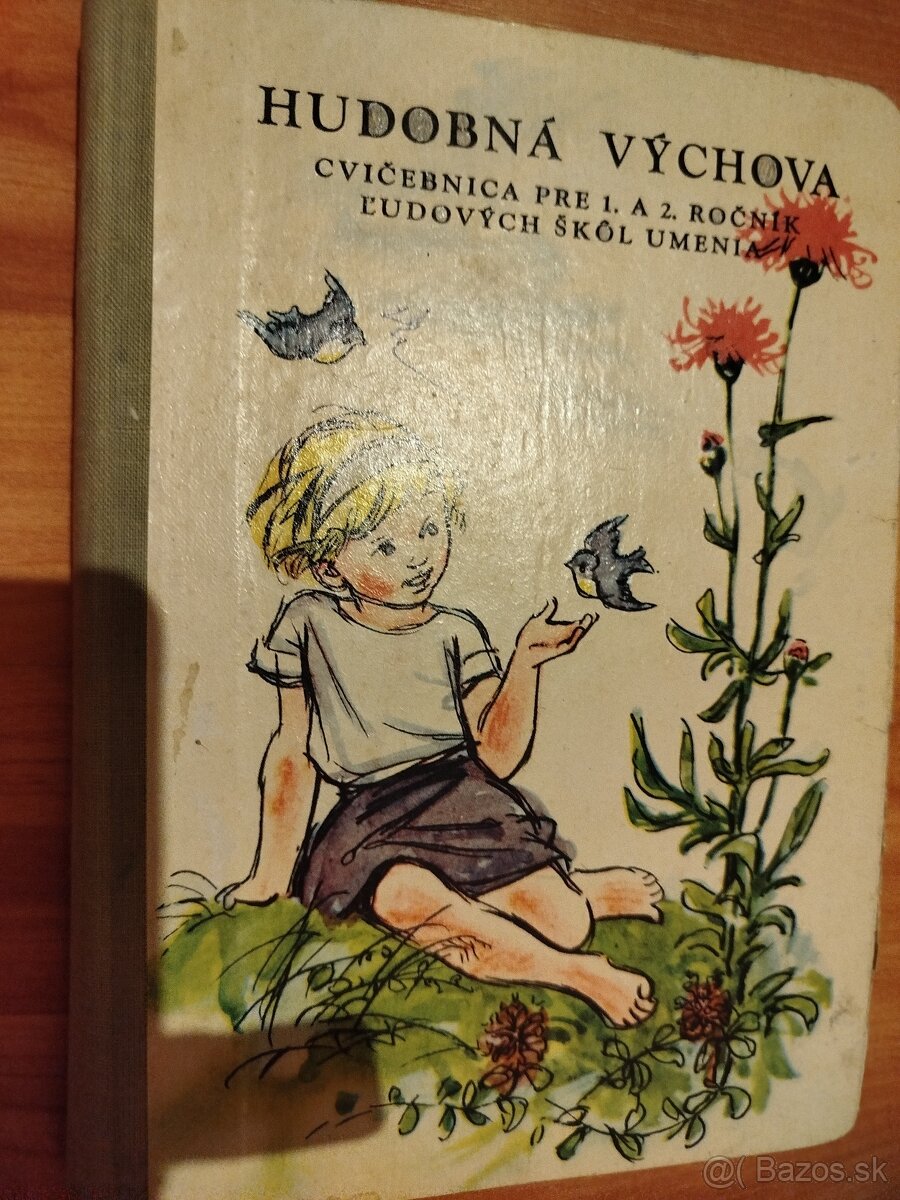 HUDOBNÁ VÝCHOVA
CVIČEBNICA PRE 1. A 2. ROČNÍK
ĽUDOVÝCH ŠKÔL UMENIA
@( Bazos.sk